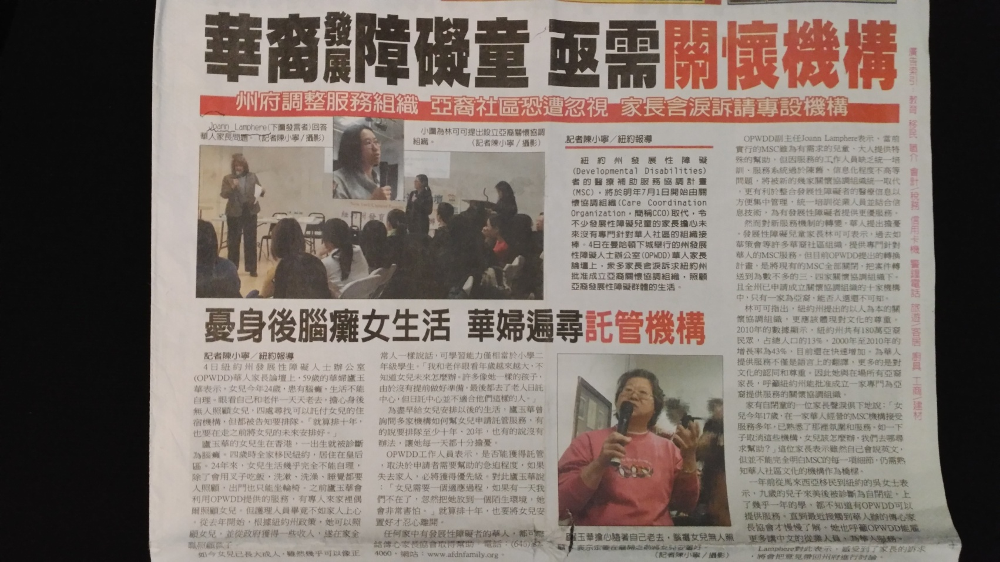 華裔發展障礙童 亟需關懷機構
州府調整服務組織 亞裔社區恐遭忽視 家長含淚訴請專設機構
Joann Lamphere(下圖發言者)回答
華人家長問題。(記者陳小寧/攝影)
小圖為林可可提出設立亞裔關懷協調
組織。 (記者陳小寧/攝影)
記者陳小寧/紐約報導
紐約州發展性障礙
(Developmental Disabilities)
者的醫療補助服務協調計畫
(MSC),將於明年7月1日開始由關
懷協調組織(Care Coordination
Organization,簡稱CCO)取代,令
不少發展性障礙兒童的家長擔心未
來沒有專門針對華人社區的組織接
棒。4日在曼哈頓下城舉行的州發展
性障礙人士辦公室(OPWDD)華人家長
論壇上,眾多家長含淚訴求紐約州
批准成立亞裔關懷協調組織,照顧
亞裔發展性障礙群體的生活。
OPWDD副主任Joann Lamphere表示,當前
實行的MSC雖為有需求的兒童、大人提供特
殊的幫助,但因服務的工作人員缺乏統一培
訓、服務系統過於陳舊、信息化程度不高等
問題,將被新的幾家關懷協調組織統一取代
,更有利於整合發展性障礙者的醫療信息以
方便集中管理,統一培訓從業人員並結合信
息技術,為有發展性障礙者提供更優服務。
然而對新服務機制的轉變,華人提出擔憂
。發展性障礙兒童家長林可可表示,過去如
華策會等許多華裔社區組織,提供專門針對
華人的MSC服務。但目前OPWDD提出的轉換
計畫,是將現有的MSC全部關閉,把案件轉
送到為數不多的三、四家關懷協調組織下。
且全州已申請成立關懷協調組織的十家機構
中,只有一家為亞裔,能否入選還不可知。
林可可指出,紐約州提出的以人為本的關
懷協調組織,更應該體現對文化的尊重。
2010年的數據顯示,紐約州共有180萬亞裔
民眾,占總人口的13%,2000年至2010年的
增長率為43%,目前還在快速增加。為華人
提供服務不僅是語言上的翻譯,更多的是對
文化的認同和尊重。因此她與在場所有亞裔
家長,呼籲紐約州能批准成立一家專門為亞
裔提供服務的關懷協調組織。
家有自閉童的一位家長聲淚俱下地說:「女
兒今年17歲,在一家華人經營的MSC機構接受
服務多年,已熟悉了那裡氛圍和服務。如一下
子取消這些機構,女兒該怎麼辦,我們去哪尋
求幫助?」這位家長表示雖然自己會說英文,
但並不能完全明白MSC的每一項細節,仍需熟
知華人社區文化的機構作為橋樑。
一年前從馬來西亞移民到紐約的吳女士表
示,九歲的兒子來美後被診斷為自閉症,上
了幾乎一年的學,都不知道有OPWDD可以
提供服務。直到最近接觸到華人辦的傳心家
長協會才慢慢了解。她也呼籲OPWDD能雇
更多講中文的從業人員,為華人服務。
Lamphere對此表示,感受到了家長的訴求
,將會把意見帶回州府進行討論。
廣告索引:教育 移民 職介 會計/稅務 信用卡機 警鐘電話 旅遊/客居 廚具 工商/建材
憂身後腦癱女生活 華婦遍尋託管機構
記者陳小寧/紐約報導
4日紐約州發展性障礙人士辦公室
(OPWDD)華人家長論壇上,59歲的華婦盧玉
華表示,女兒今年24歲,患有腦癱,生活不能
自理。眼看自己和老伴一天天老去,擔心身後
無人照顧女兒,四處尋找可以託付女兒的住
宿機構,但都被告知要排隊。「就算排十年,
也要在走之前將女兒的未來安排好。」
盧玉華的女兒生在香港,一出生就被診斷
為腦癱。四歲時全家移民紐約,居住在皇后
區。24年來,女兒生活幾乎完全不能自理,
除了會用叉子吃飯,洗漱、洗澡、睡覺都要
人照顧,出門也只能坐輪椅。之前盧玉華會
利用OPWDD提供的服務,有專人來家裡偶
爾照顧女兒。但護理人員畢竟不如家人上心
。從去年開始,根據紐約州政策,她可以照
顧女兒,並從政府獲得一些收入,遂在家全
職照顧孩子。
如今女兒已長大成人,雖然幾乎可以像正
常人一樣說話,可學習能力僅相當於小學二
年級學生。「我和老伴眼看年歲越來越大,不
知道女兒未來怎麼辦。許多像她一樣的孩子,
由於沒有提前做好準備,最後都去了老人日託
中心,但日託中心並不適合他們這樣的人。」
為盡早給女兒安排以後的生活,盧玉華曾
詢問多家機構如何幫女兒申請託管服務,有
的說要排隊至少十年、20年,也有的說沒有
辦法,讓她每一天都十分擔憂。
OPWDD工作人員表示,是否能獲得託管
,取決於申請者需要幫助的急迫程度,如果
失去家人,必將獲得優先級。對此盧玉華說
:「女兒需要一個適應過程,如果有一天我
們不在了,忽然把她放到一個陌生環境,她
會非常害怕。」就算排十年,也要將女兒安
置好才忍心離開。
任何家中有發展性障礙者的華人,都可聯
絡傳心家長協會取得幫助,電話:(646)
4060,網站:www.afdnfamily.org。
盧玉華擔心隨著自己老去,腦癱女兒無人照
顧,表示定要在離開之前將女兒安置好。
(記者陳小寧/攝影)